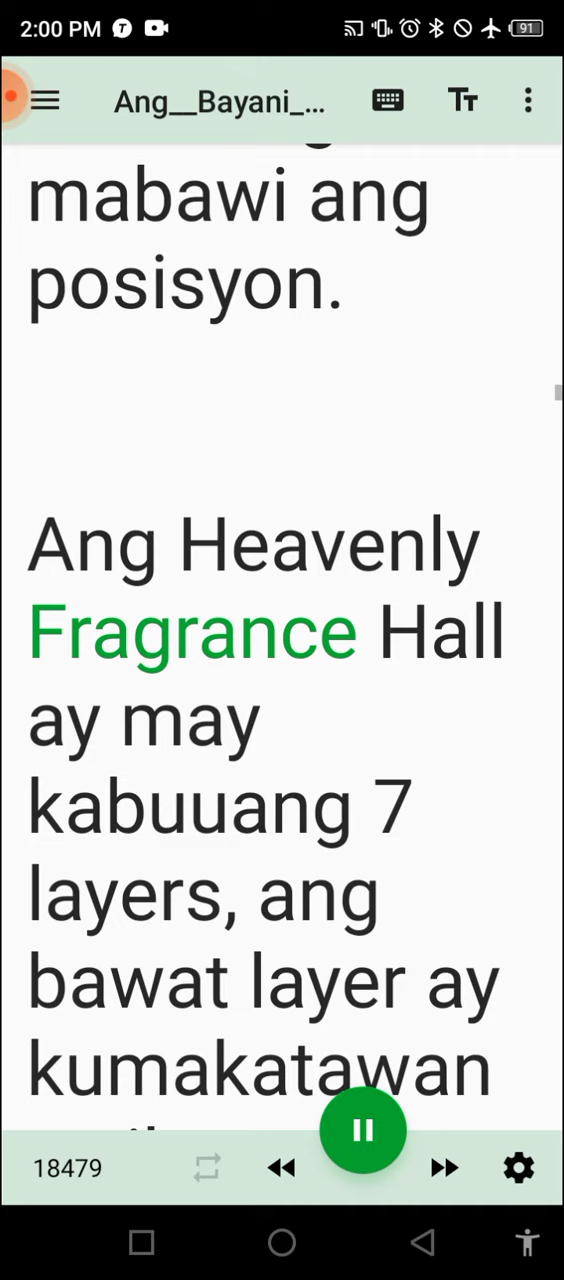 2:00 PM
91
Ang__Bayani_...
mabawi ang
posisyon.
Ang Heavenly
Fragrance Hall
ay may
kabuuang 7
layers, ang
bawat layer ay
kumakatawan
18479